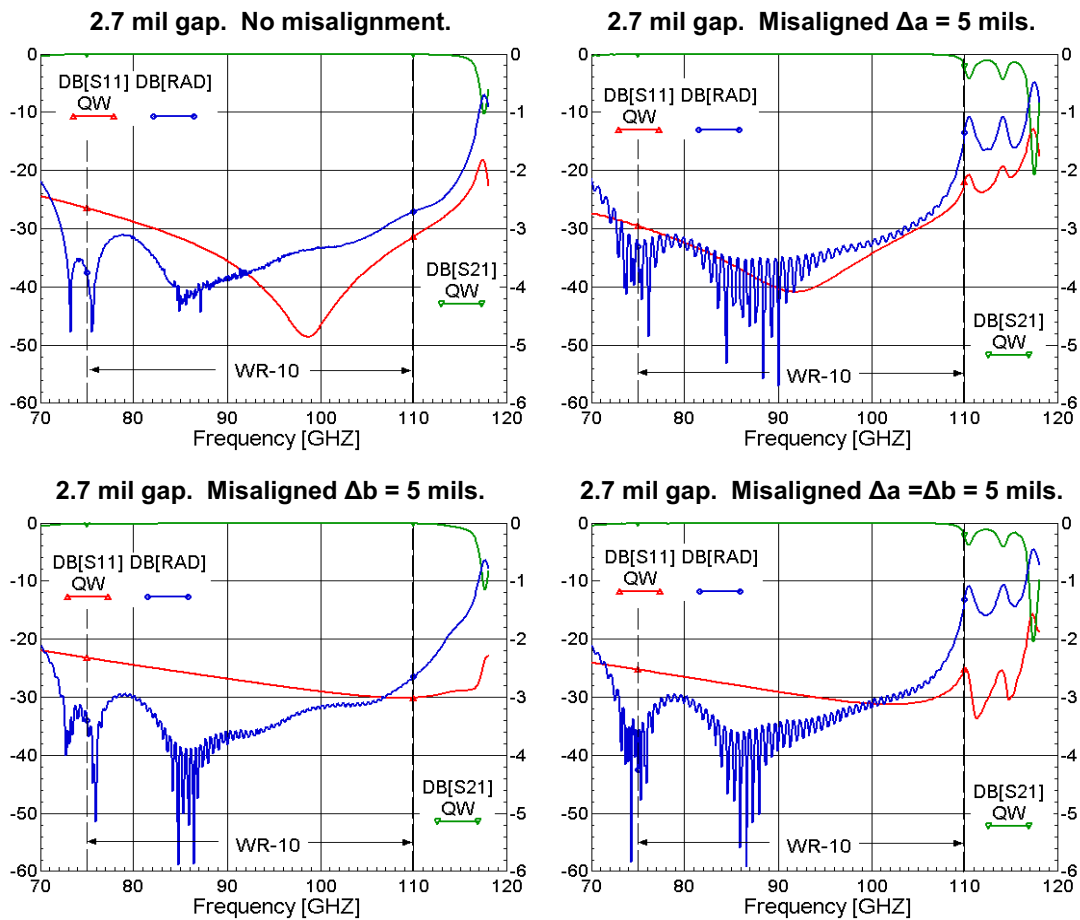 2.7 mil gap. No misalignment.
0
-10
-20
-30
-40
-50
-60
0
-1
-2
-3
-4
-5
-6
DB[S11] DB[RAD]
QW
DB[S21]
QW
WR-10
70 80 90 100 110 120
Frequency [GHZ]
2.7 mil gap. Misaligned Δa = 5 mils.
0
-10
-20
-30
-40
-50
-60
0
-1
-2
-3
-4
-5
-6
DB[S11] DB[RAD]
QW
DB[S21]
QW
WR-10
70 80 90 100 110 120
Frequency [GHZ]
2.7 mil gap. Misaligned Δb = 5 mils.
0
-10
-20
-30
-40
-50
-60
0
-1
-2
-3
-4
-5
-6
DB[S11] DB[RAD]
QW
DB[S21]
QW
WR-10
70 80 90 100 110 120
Frequency [GHZ]
2.7 mil gap. Misaligned Δa =Δb = 5 mils.
0
-10
-20
-30
-40
-50
-60
0
-1
-2
-3
-4
-5
-6
DB[S11] DB[RAD]
QW
DB[S21]
QW
WR-10
70 80 90 100 110 120
Frequency [GHZ]